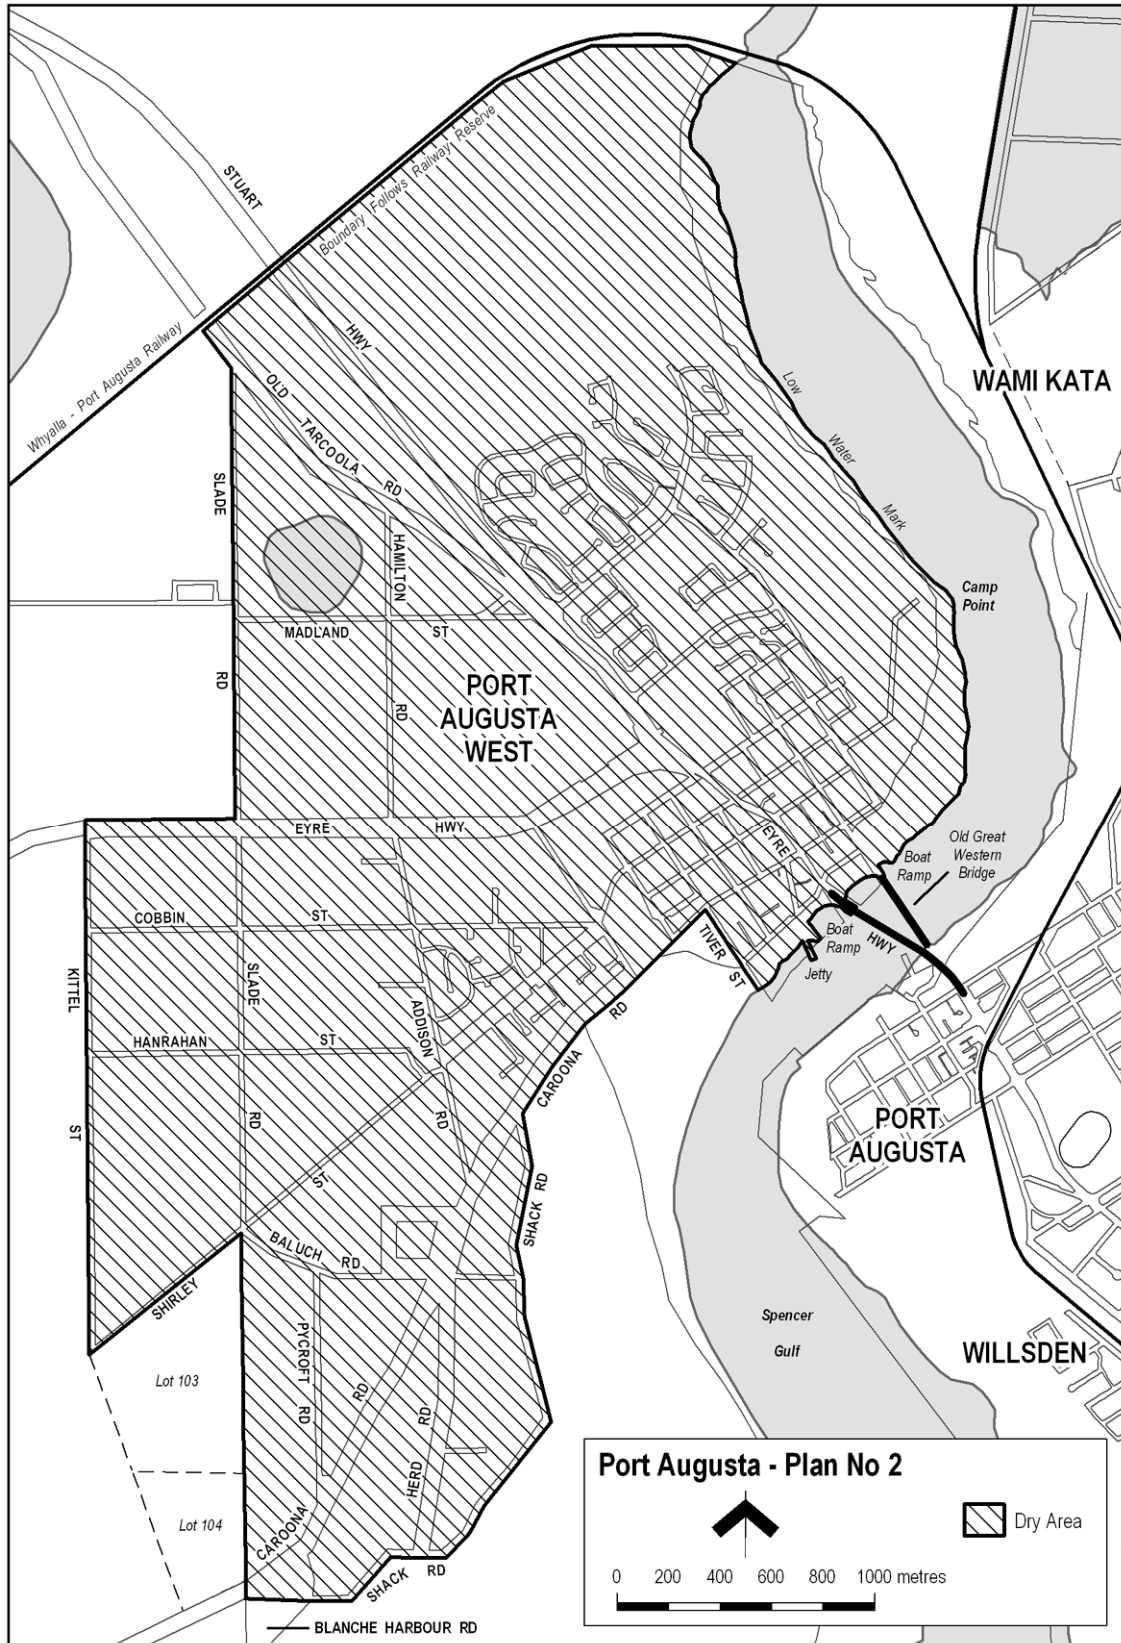 STUART
HWY
Boundary Follows Railway Reserve
Whyalla - Port Augusta Railway
WAMI KATA
OLD
TARCOOLA
RD
Low
Water
Mark
SLADE
RD
HAMILTON
RD
Camp
Point
MADLAND
ST
PORT
AUGUSTA
WEST
EYRE
HWY
EYRE
HWY
Old Great
Western
Bridge
Boat
Ramp
Boat
Ramp
Jetty
COBBIN
ST
TIVER
ST
KITTEL
ST
SLADE
RD
ADDISON
RD
HANRAHAN
ST
CAROONA
RD
PORT
AUGUSTA
SHIRLEY
ST
BALUCH
RD
SHACK RD
Spencer
Gulf
WILLSDEN
PYCROFT
RD
Lot 103
CAROONA
RD
HERD
RD
Lot 104
SHACK
RD
BLANCHE HARBOUR RD
Port Augusta - Plan No 2
Dry Area
0 200 400 600 800 1000 metres